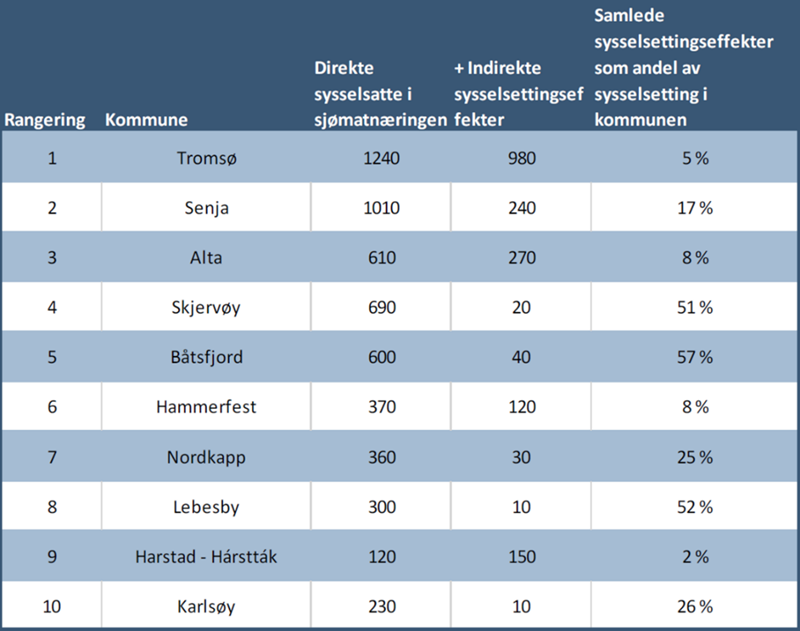 Rangering
Kommune
Direkte
sysselsatte i
sjømatnæringen
+ Indirekte
sysselsettingsef
fekter
Samlede
sysselsettingseffekter
som andel av
sysselsetting i
kommunen
1 Tromsø 1240 980 5 %
2 Senja 1010 240 17 %
3 Alta 610 270 8 %
4 Skjervøy 690 20 51 %
5 Båtsfjord 600 40 57 %
6 Hammerfest 370 120 8 %
7 Nordkapp 360 30 25 %
8 Lebesby 300 10 52 %
9 Harstad - Hárstták 120 150 2 %
10 Karlsøy 230 10 26 %